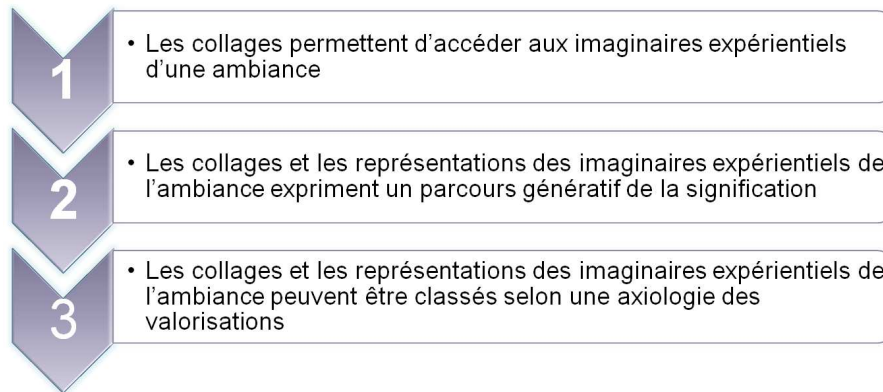 1
• Les collages permettent d’accéder aux imaginaires expérientiels
d’une ambiance
2
• Les collages et les représentations des imaginaires expérientiels de
l’ambiance expriment un parcours génératif de la signification
3
• Les collages et les représentations des imaginaires expérientiels de
l’ambiance peuvent être classés selon une axiologie des
valorisations